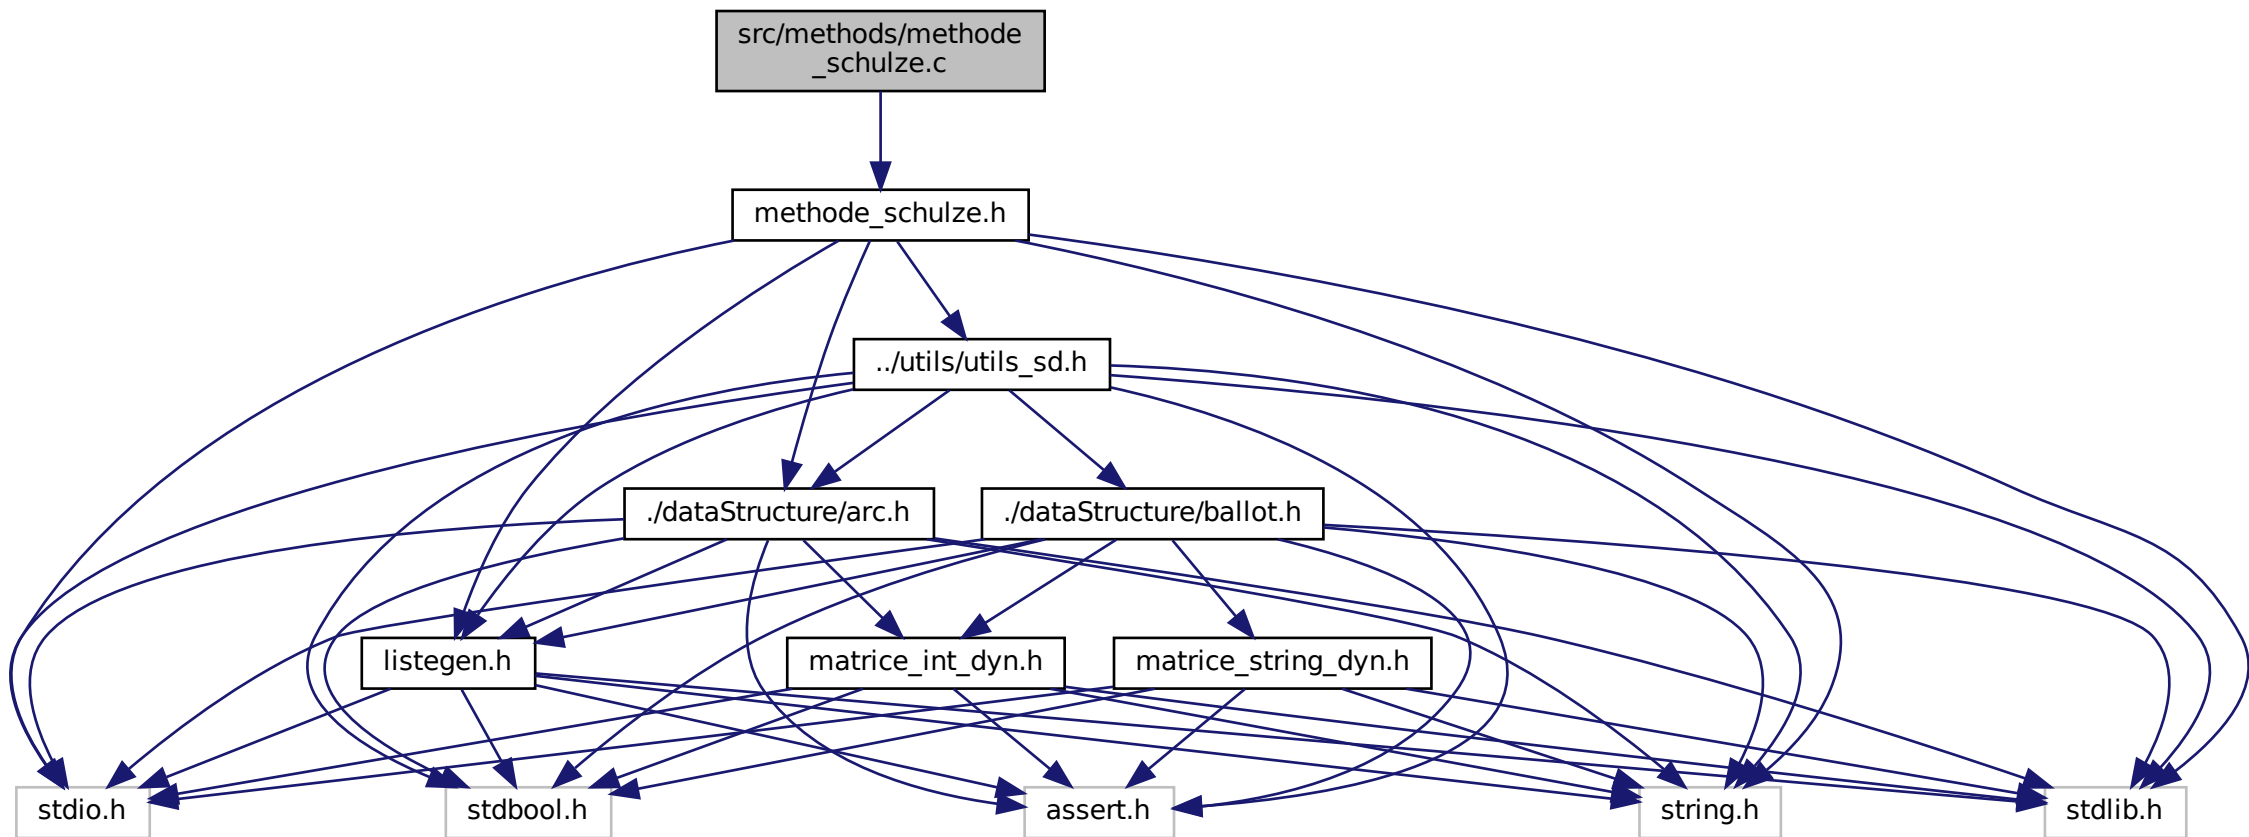 src/methods/methode
_schulze.c
methode_schulze.h
../utils/utils_sd.h
./dataStructure/arc.h
./dataStructure/ballot.h
listegen.h
matrice_int_dyn.h
matrice_string_dyn.h
stdio.h
stdbool.h
assert.h
string.h
stdlib.h